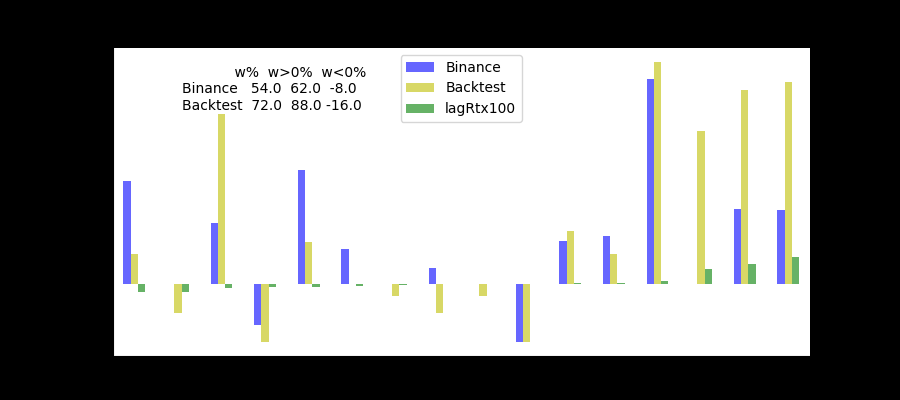 w%  w>0%  w<0%
Binance   54.0  62.0  -8.0
Backtest  72.0  88.0 -16.0
Binance
Backtest
lagRtx100